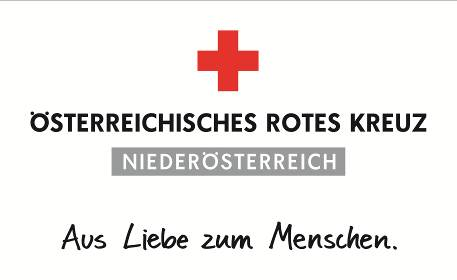 ÖSTERREICHISCHES ROTES KREUZ
NIEDERÖSTERREICH
Aus Liebe zum Menschen.